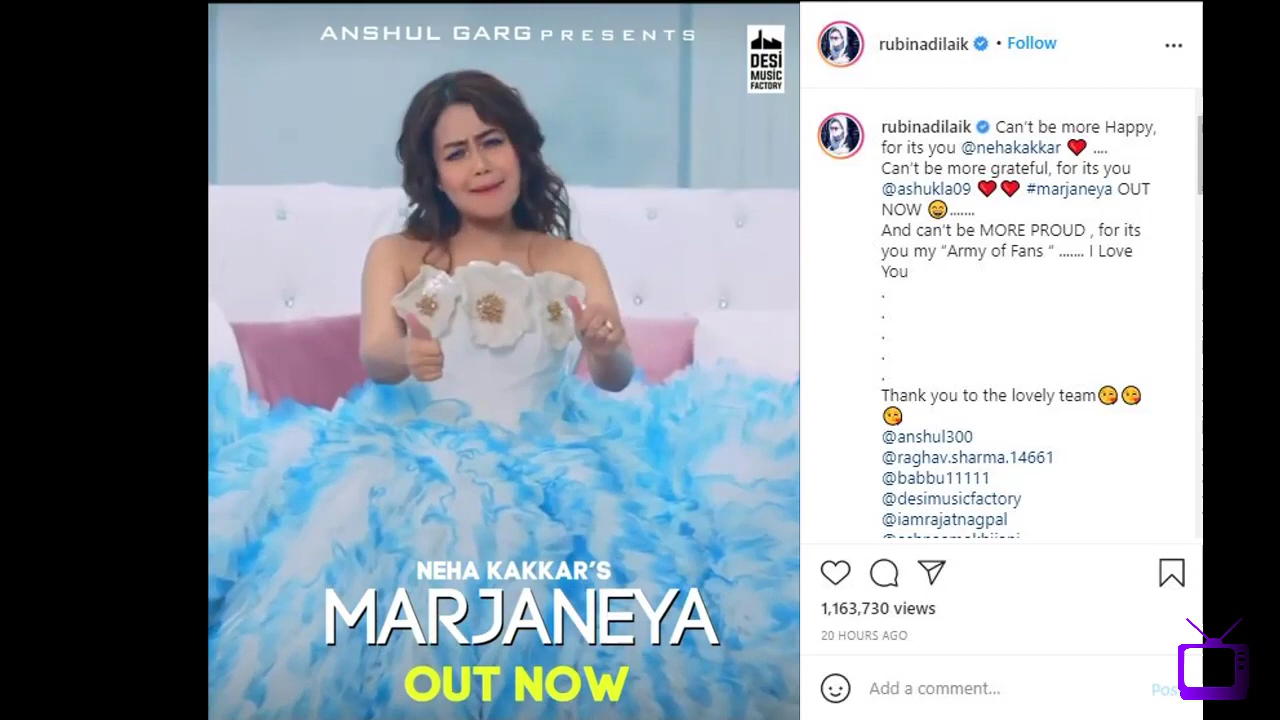 ANSHUL GARG PRESENTS
DESI
MUSIC
FACTORY
NEHA KAKKAR'S
MARJANEYA
OUT NOW
rubinadilaik • Follow
rubinadilaik Can't be more Happy,
for its you @nehakakkar ❤️ ....
Can't be more grateful, for its you
@ashukla09 ❤️❤️ #marjaneya OUT
NOW 😄.......
And can't be MORE PROUD , for its
you my “Army of Fans “ ....... I Love
You
.
.
.
.
.
Thank you to the lovely team😘😘
😘
@anshul300
@raghav.sharma.14661
@babbu11111
@desimusicfactory
@iamrajatnagpal
1,163,730 views
20 HOURS AGO
Add a comment...